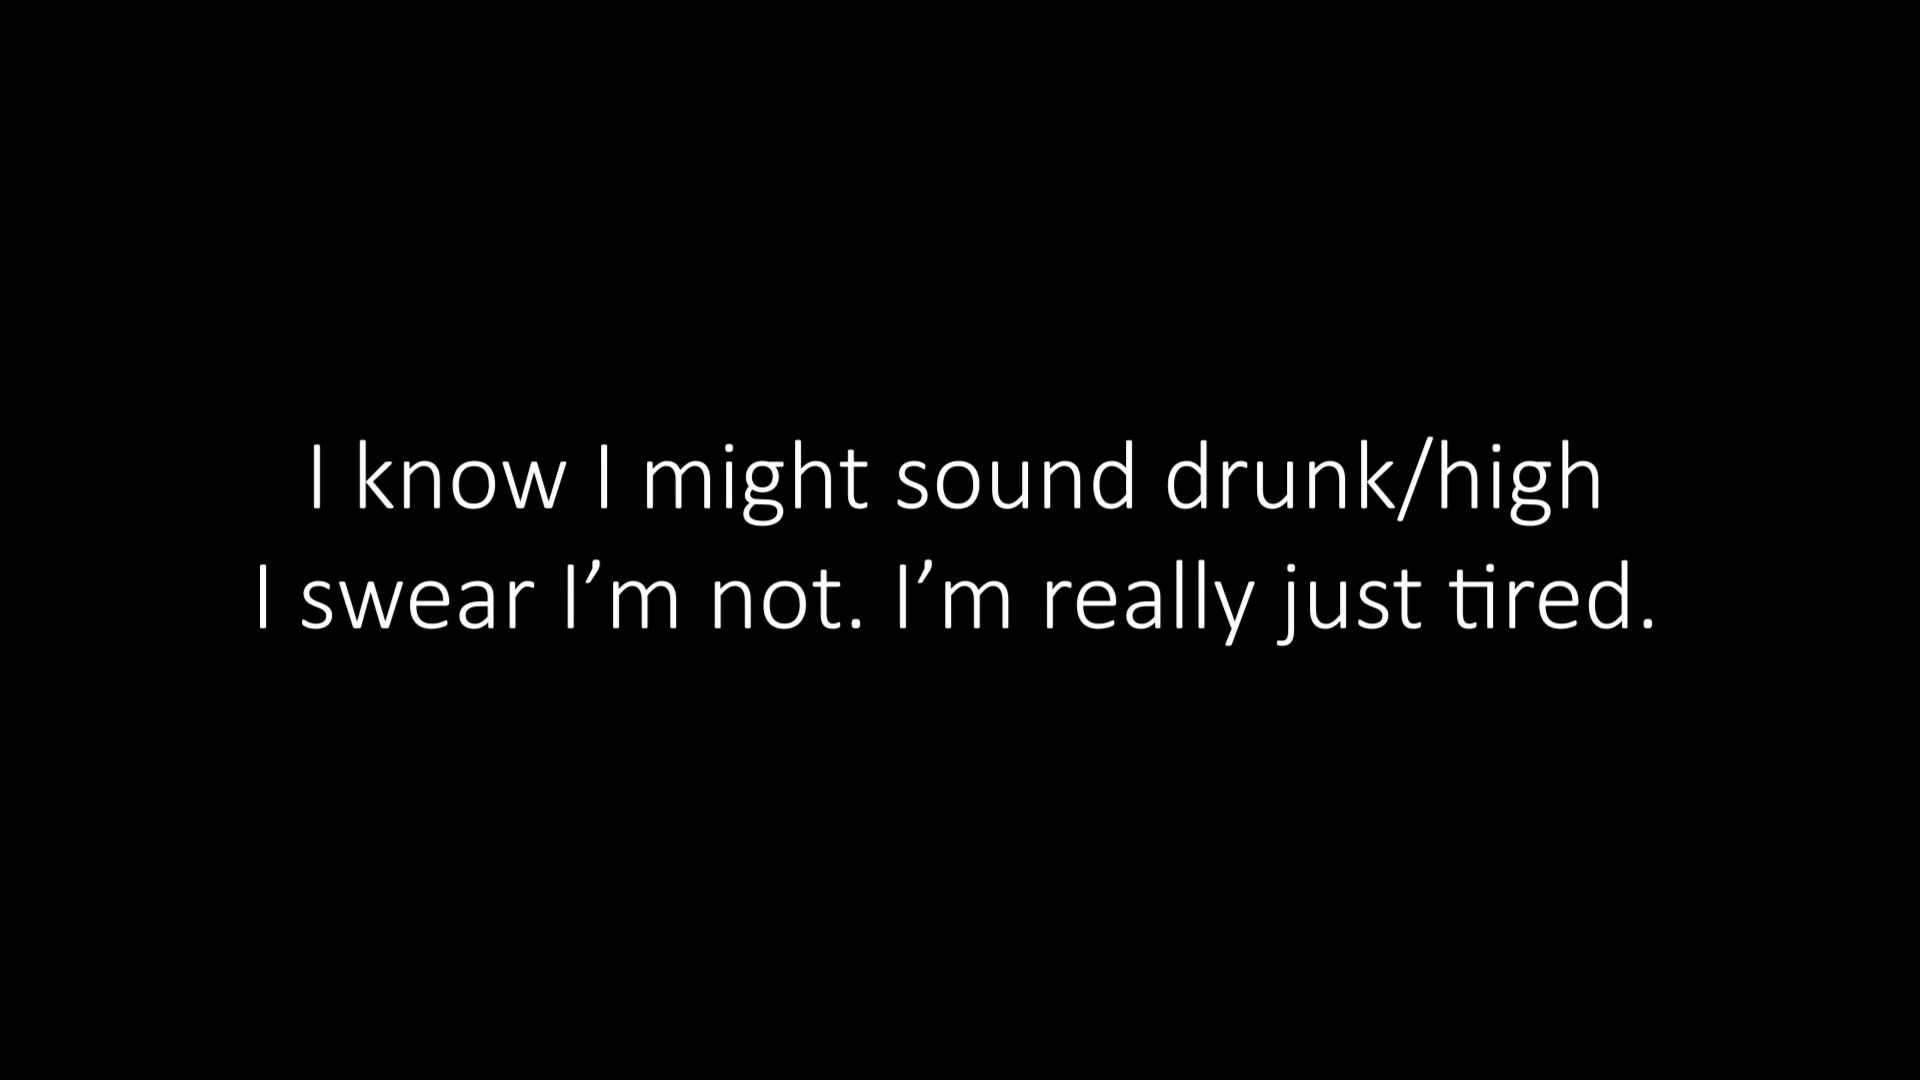 I know I might sound drunk/high
I swear I’m not. I’m really just tired.